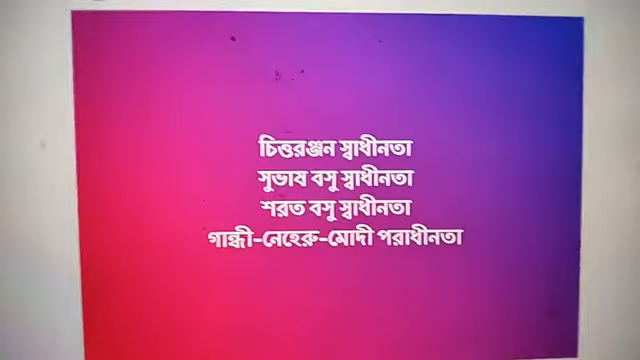 চিত্তরঞ্জন স্বাধীনতা
সুভাষ বসু স্বাধীনতা
শরত বসু স্বাধীনতা
গান্ধী-নেহেরু-মোদী পরাধীনতা